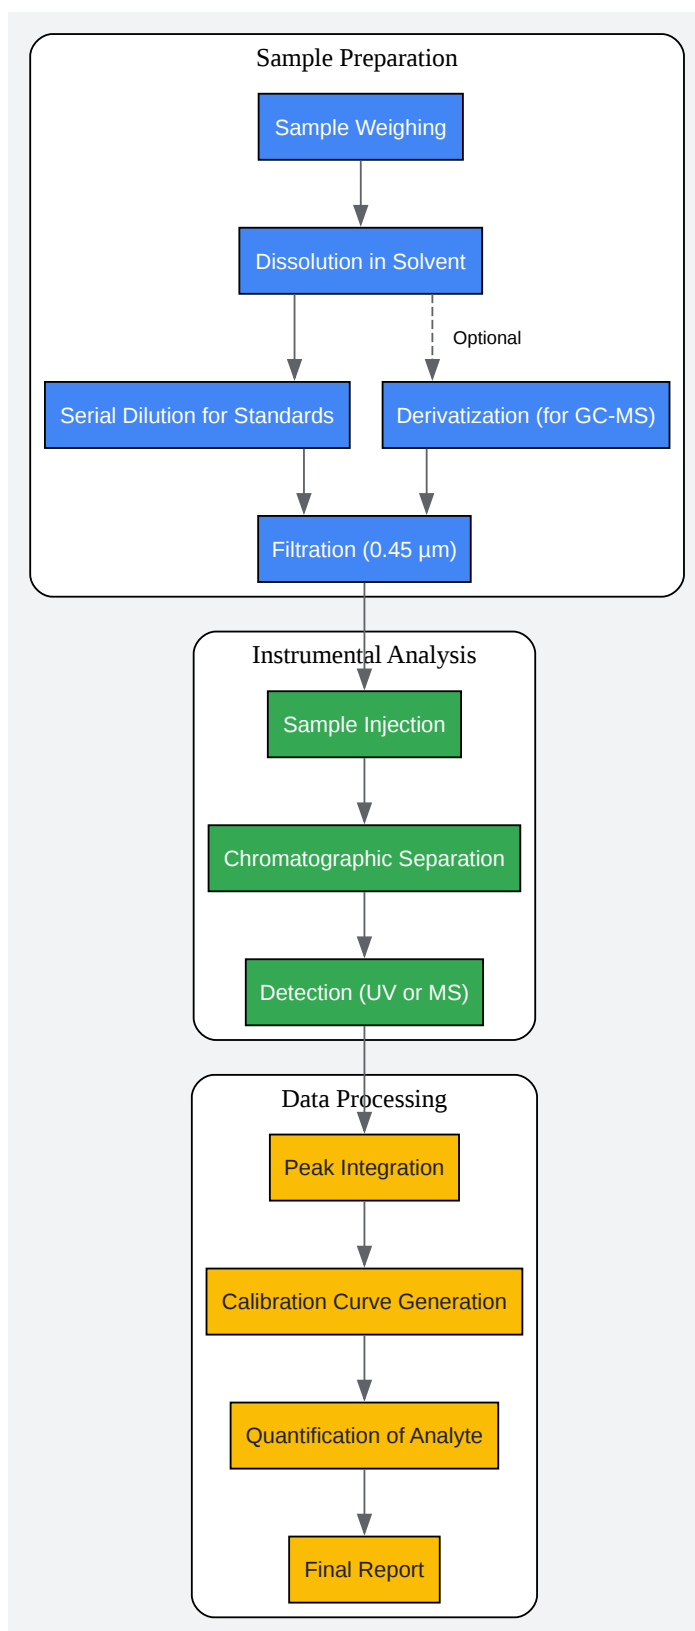 Sample Preparation
Sample Weighing
Dissolution in Solvent
Optional
Serial Dilution for Standards
Derivatization (for GC-MS)
Filtration (0.45 µm)
Instrumental Analysis
Sample Injection
Chromatographic Separation
Detection (UV or MS)
Data Processing
Peak Integration
Calibration Curve Generation
Quantification of Analyte
Final Report